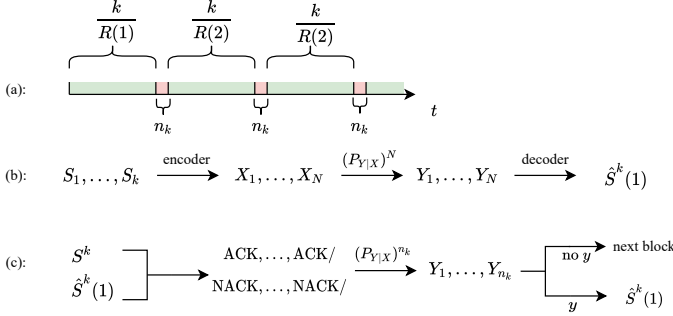 k/R(1) k/R(2) k/R(2)
(a):
t
n_k n_k n_k
(b): S_1, ..., S_k encoder X_1, ..., X_N (P_{Y|X})^N Y_1, ..., Y_N decoder Ŝ^k(1)
(c): S^k
Ŝ^k(1)
ACK, ..., ACK/
NACK, ..., NACK/
(P_{Y|X})^{n_k}
Y_1, ..., Y_{n_k}
no y next block
y Ŝ^k(1)